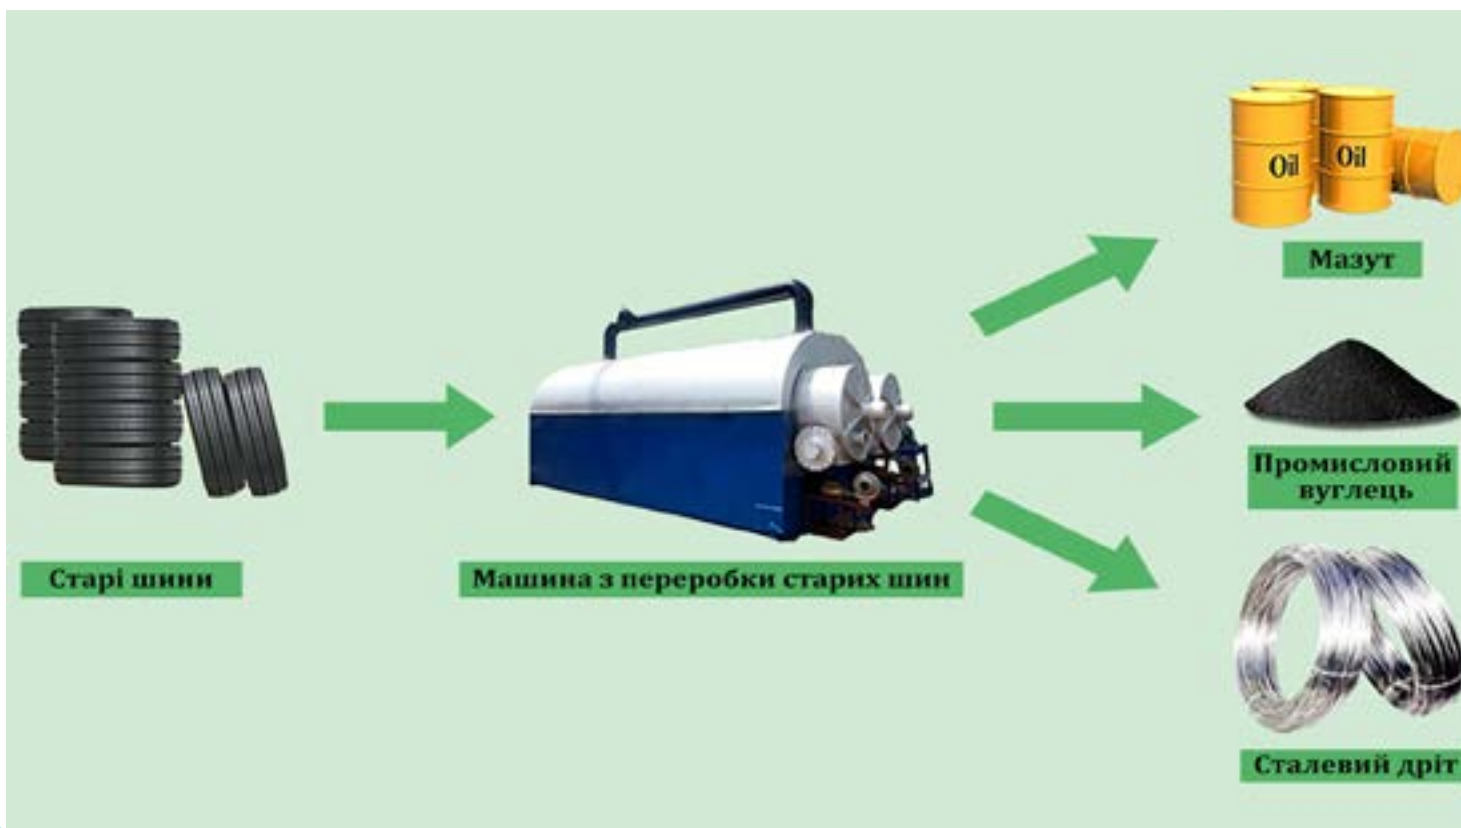 Старі шини
Машина з переробки старих шин
Oil
Oil
Мазут
Промисловий
вуглець
Сталевий дріт